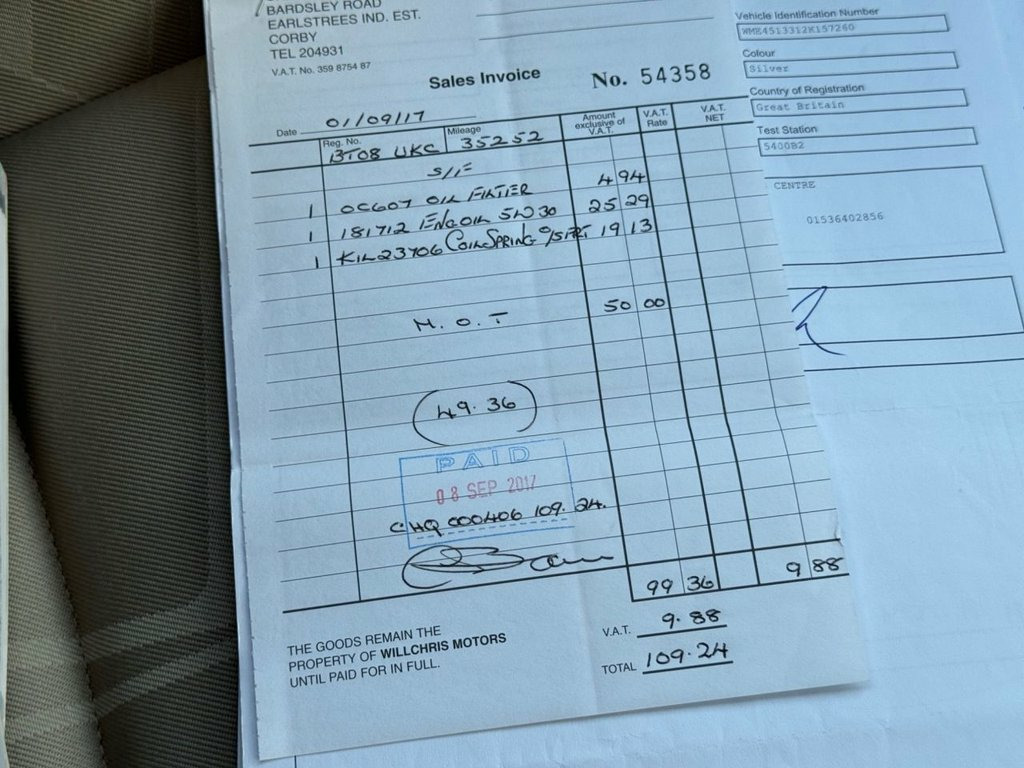 BARDSLEY ROAD
EARLSTREES IND. EST.
CORBY
TEL 204931
V.A.T. No. 359 8754 87
Sales Invoice No. 54358
Date 01/09/17
Reg. No. BT08 UKC Mileage 35252
Amount exclusive of V.A.T.
V.A.T. Rate
V.A.T. NET
1 OC607 OIL FILTER 4 94
1 181712 ENG OIL 5W30 25 29
1 KIL23706 COIL SPRING 19 13
M.O.T 50 00
(49.36)
PAID
08 SEP 2017
CHQ 000406 109.24.
99 36 9 88
THE GOODS REMAIN THE
PROPERTY OF WILLCHRIS MOTORS
UNTIL PAID FOR IN FULL.
V.A.T. 9.88
TOTAL 109.24
Vehicle Identification Number
WME4513312K157260
Colour
Silver
Country of Registration
Great Britain
Test Station
540082
CENTRE
01536402856